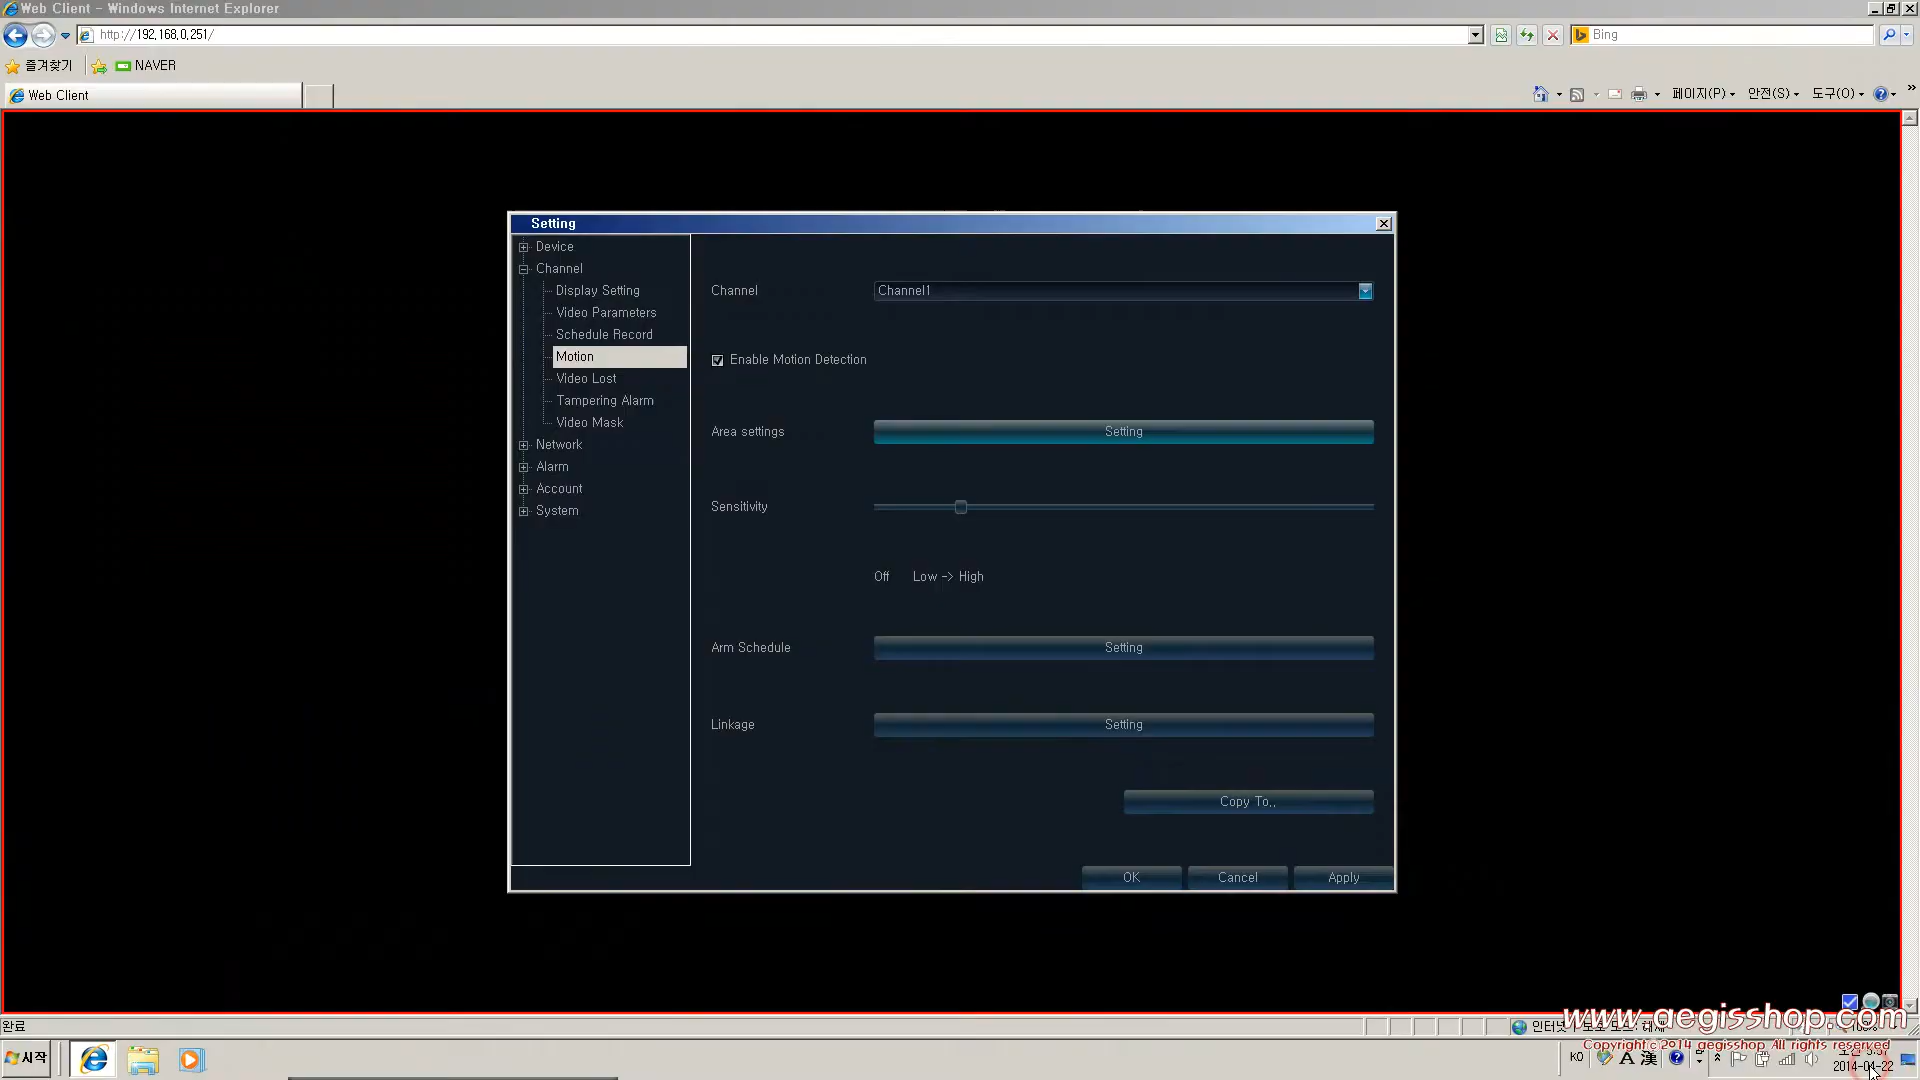 Web Client - Windows Internet Explorer
http://192.168.0.251/
Bing
즐겨찾기 NAVER
Web Client
페이지(P) 안전(S) 도구(O) »
Setting
Device
Channel
Display Setting
Video Parameters
Schedule Record
Motion
Video Lost
Tampering Alarm
Video Mask
Network
Alarm
Account
System
Channel Channel1
Enable Motion Detection
Area settings Setting
Sensitivity
Off Low -> High
Arm Schedule Setting
Linkage Setting
Copy To..
OK Cancel Apply
www.aegisshop.com
완료
Copyright©2014 aegisshop All rights reserved
시작
KO A 漢
2014-04-22